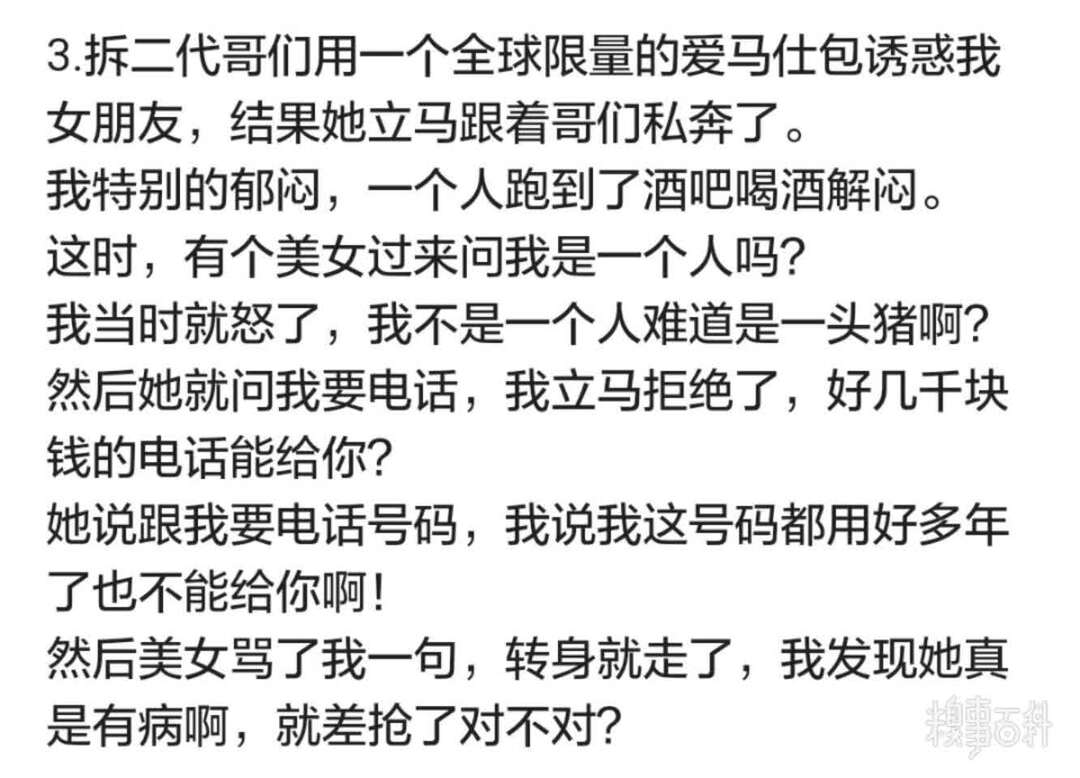 3.拆二代哥们用一个全球限量的爱马仕包诱惑我
女朋友，结果她立马跟着哥们私奔了。
我特别的郁闷，一个人跑到了酒吧喝酒解闷。
这时，有个美女过来问我是一个人吗？
我当时就怒了，我不是一个人难道是一头猪啊？
然后她就问我要电话，我立马拒绝了，好几千块
钱的电话能给你？
她说跟我要电话号码，我说我这号码都用好多年
了也不能给你啊！
然后美女骂了我一句，转身就走了，我发现她真
是有病啊，就差抢了对不对？
糗事百科